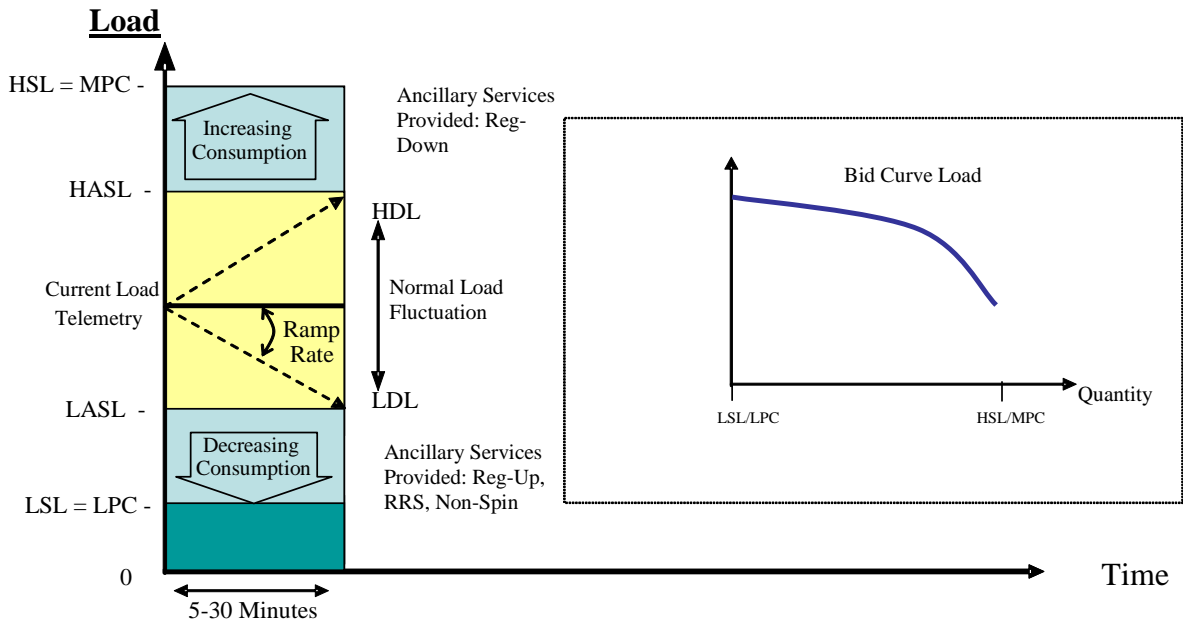 Load
HSL = MPC -
Increasing
Consumption
Ancillary Services
Provided: Reg-
Down
HASL -
HDL
Current Load
Telemetry
Normal Load
Fluctuation
Ramp
Rate
LDL
LASL -
Decreasing
Consumption
Ancillary Services
Provided: Reg-Up,
RRS, Non-Spin
LSL = LPC -
0
5-30 Minutes
Time
Bid Curve Load
Quantity
LSL/LPC
HSL/MPC